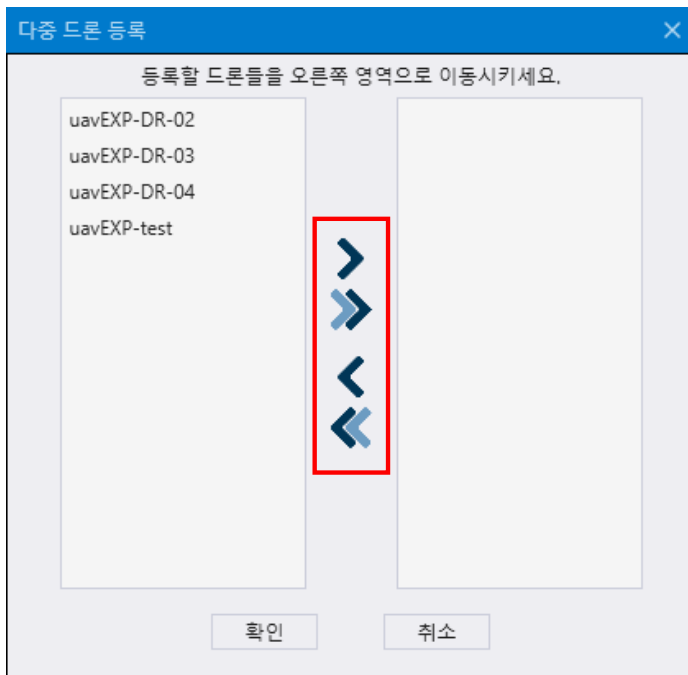 다중 드론 등록
등록할 드론들을 오른쪽 영역으로 이동시키세요.
uavEXP-DR-02
uavEXP-DR-03
uavEXP-DR-04
uavEXP-test
확인
취소